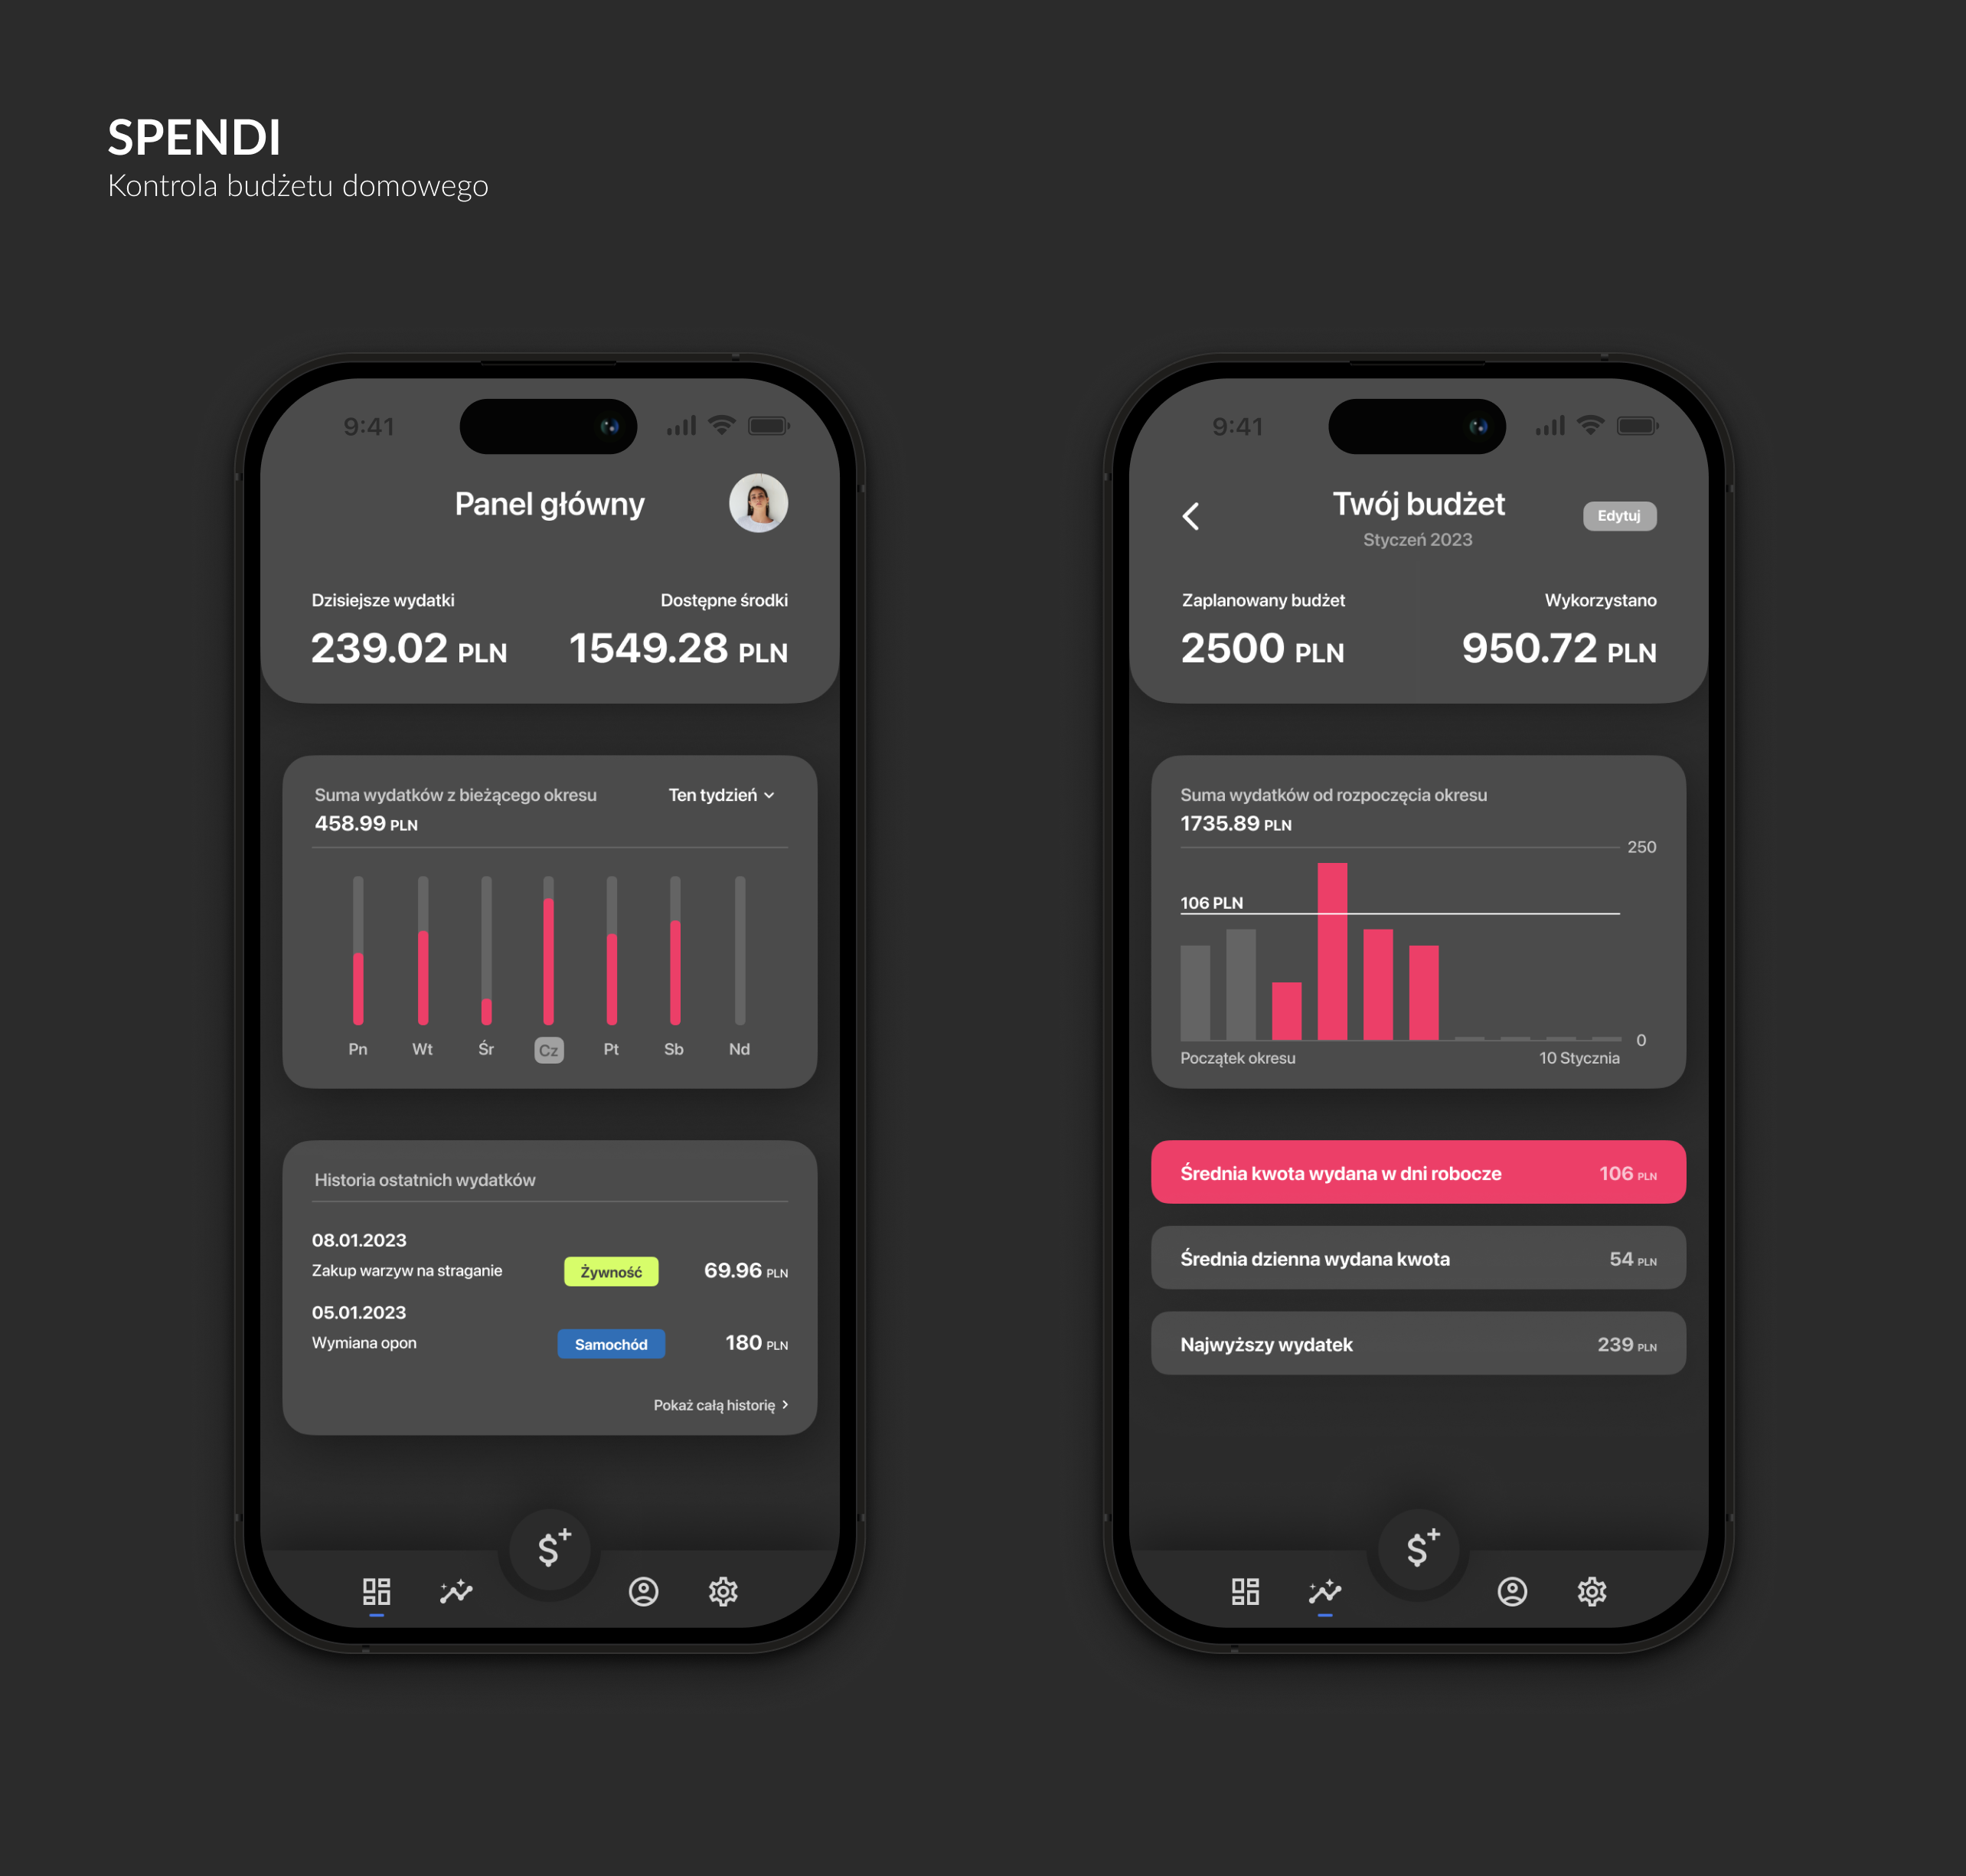 SPENDI
Kontrola budżetu domowego
9:41
Panel główny
Dzisiejsze wydatki
Dostępne środki
239.02 PLN
1549.28 PLN
Suma wydatków z bieżącego okresu
Ten tydzień
458.99 PLN
Pn Wt Śr Cz Pt Sb Nd
Historia ostatnich wydatków
08.01.2023
Zakup warzyw na straganie
Żywność
69.96 PLN
05.01.2023
Wymiana opon
Samochód
180 PLN
Pokaż całą historię
$+
9:41
Twój budżet
Edytuj
Styczeń 2023
Zaplanowany budżet
Wykorzystano
2500 PLN
950.72 PLN
Suma wydatków od rozpoczęcia okresu
1735.89 PLN
250
106 PLN
0
Początek okresu
10 Stycznia
Średnia kwota wydana w dni robocze
106 PLN
Średnia dzienna wydana kwota
54 PLN
Najwyższy wydatek
239 PLN
$+